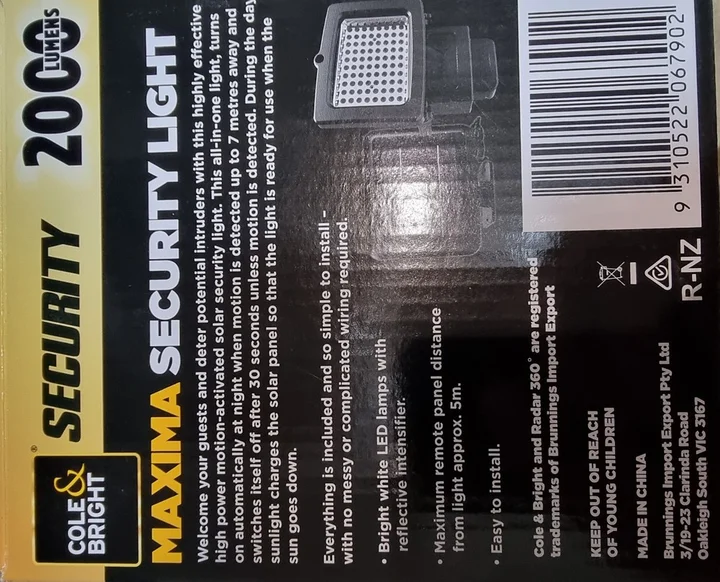 COLE &
BRIGHT
® SECURITY 2000
LUMENS
MAXIMA SECURITY LIGHT
Welcome your guests and deter potential intruders with this highly effective
high power motion-activated solar security light. This all-in-one light, turns
on automatically at night when motion is detected up to 7 metres away and
switches itself off after 30 seconds unless motion is detected. During the day
sunlight charges the solar panel so that the light is ready for use when the
sun goes down.
Everything is included and so simple to install –
with no messy or complicated wiring required.
• Bright white LED lamps with
reflective intensifier.
• Maximum remote panel distance
from light approx. 5m.
• Easy to install.
Cole & Bright and Radar 360° are registered
trademarks of Brunnings Import Export
KEEP OUT OF REACH
OF YOUNG CHILDREN
MADE IN CHINA
Brunnings Import Export Pty Ltd
3/19-23 Clarinda Road
Oakleigh South VIC 3167
9 310522 067902
R-NZ